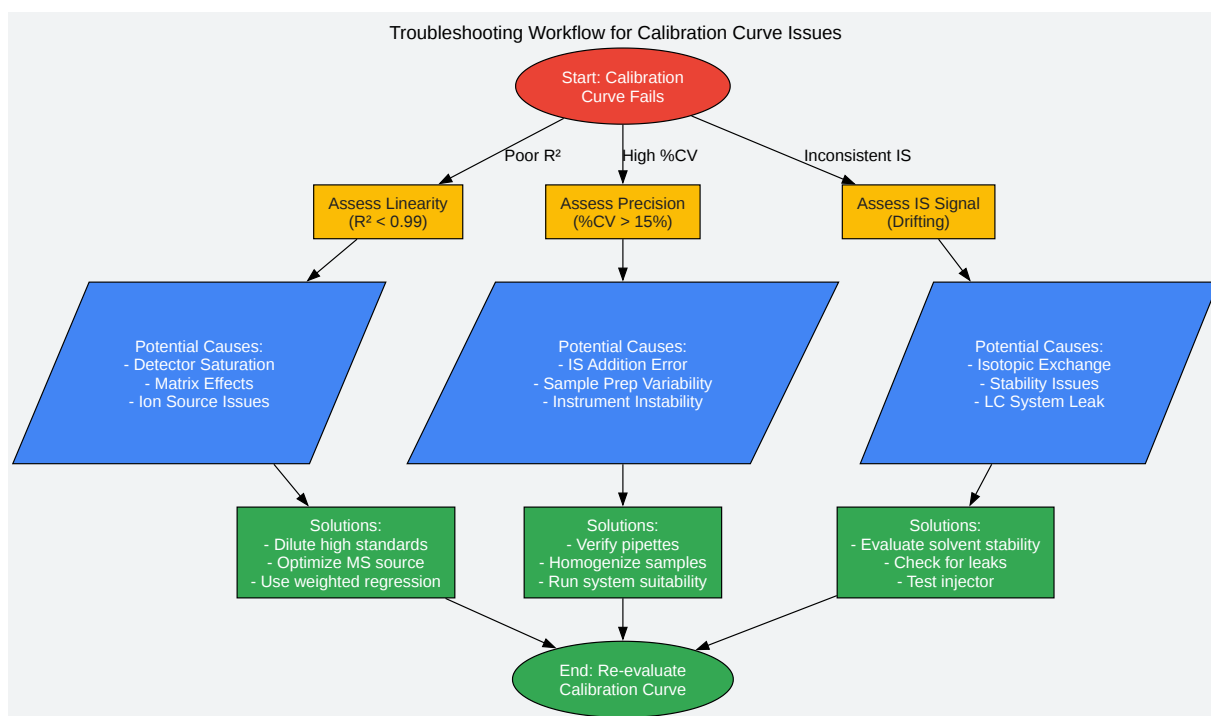 Troubleshooting Workflow for Calibration Curve Issues
Start: Calibration
Curve Fails
Poor R²
High %CV
Inconsistent IS
Assess Linearity
(R² < 0.99)
Assess Precision
(%CV > 15%)
Assess IS Signal
(Drifting)
Potential Causes:
- Detector Saturation
- Matrix Effects
- Ion Source Issues
Potential Causes:
- IS Addition Error
- Sample Prep Variability
- Instrument Instability
Potential Causes:
- Isotopic Exchange
- Stability Issues
- LC System Leak
Solutions:
- Dilute high standards
- Optimize MS source
- Use weighted regression
Solutions:
- Verify pipettes
- Homogenize samples
- Run system suitability
Solutions:
- Evaluate solvent stability
- Check for leaks
- Test injector
End: Re-evaluate
Calibration Curve